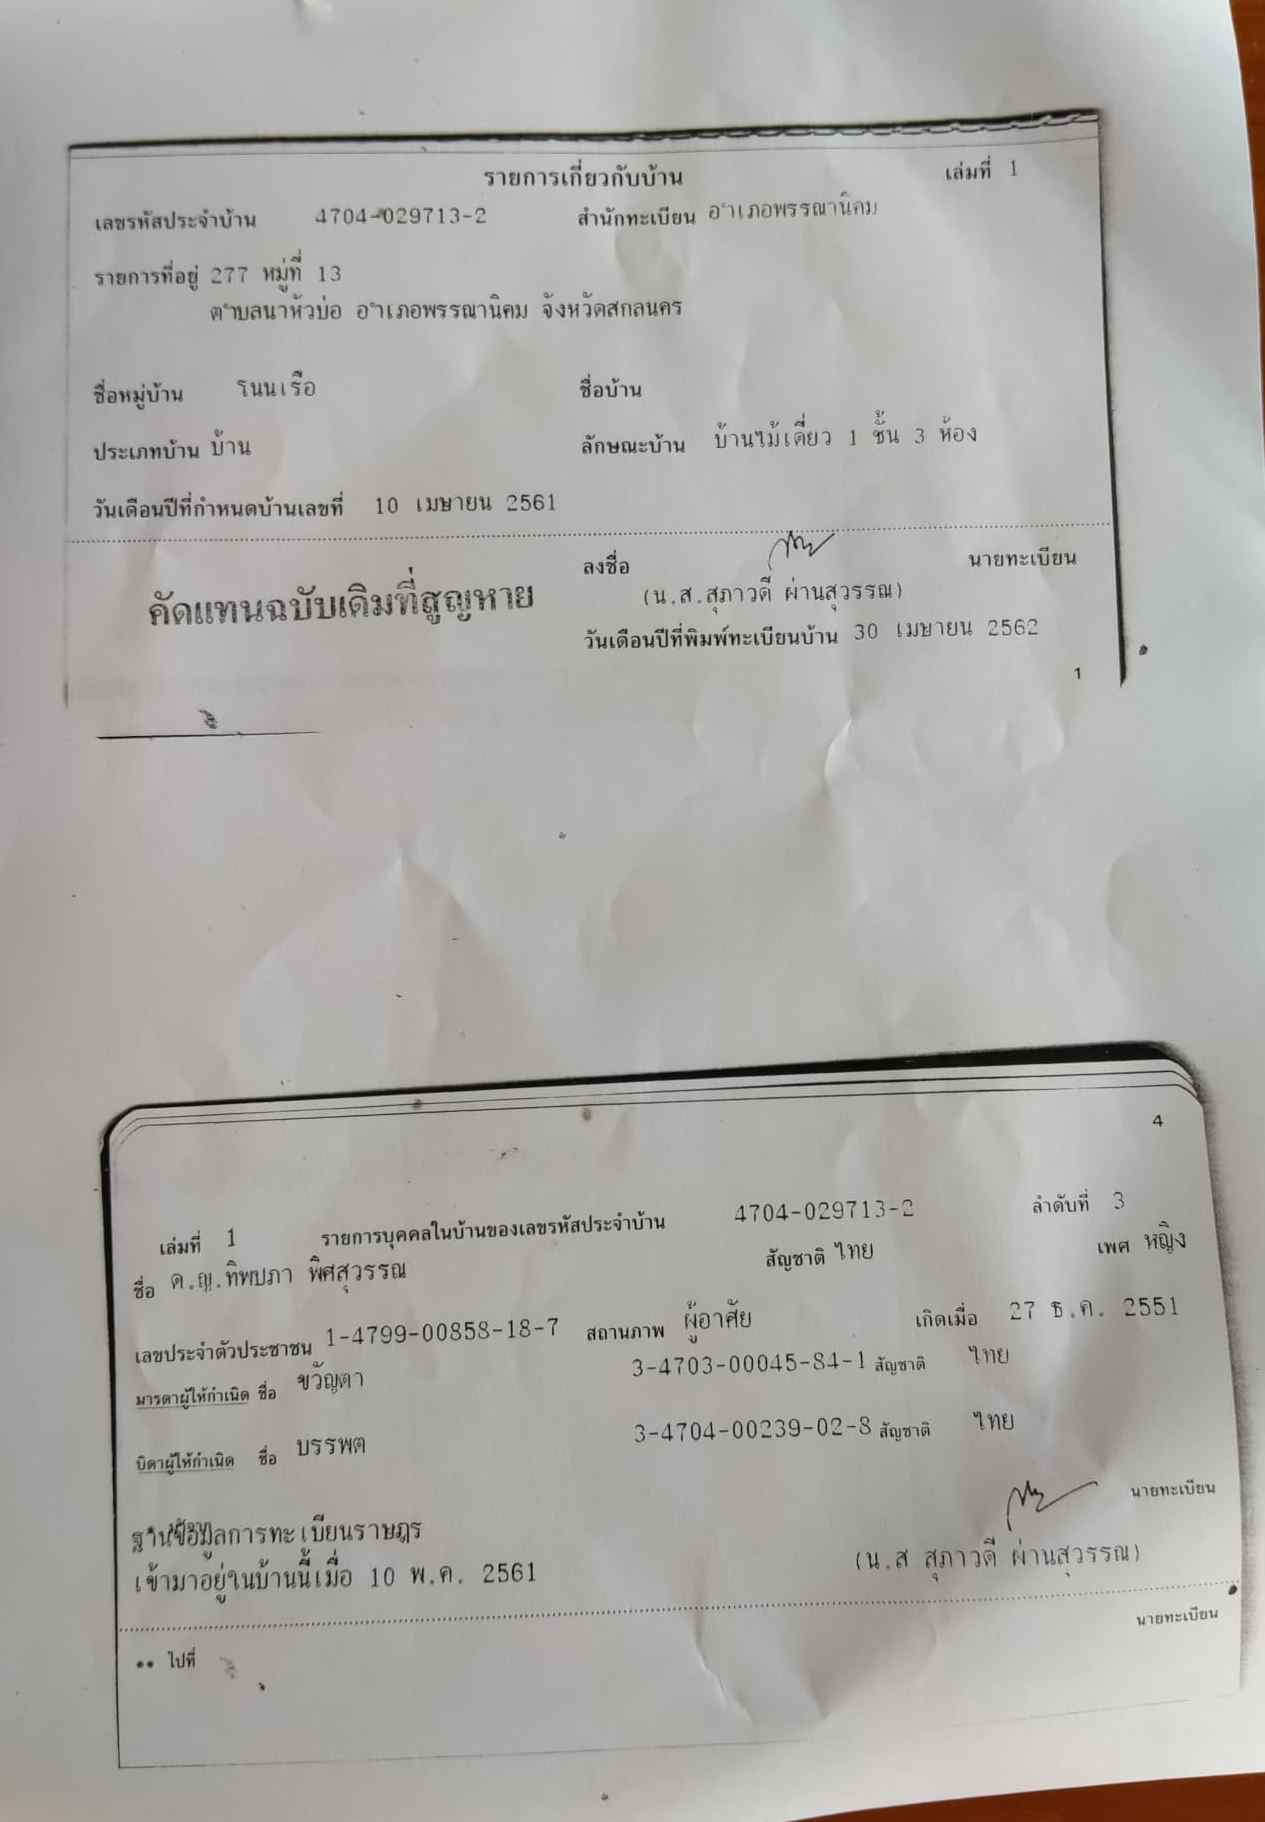 รายการเกี่ยวกับบ้าน เล่มที่ 1
เลขรหัสประจำบ้าน 4704-029713-2 สำนักทะเบียน อำเภอพรรณานิคม
รายการที่อยู่ 277 หมู่ที่ 13
ตำบลนาหัวบ่อ อำเภอพรรณานิคม จังหวัดสกลนคร
ชื่อหมู่บ้าน โนนเรือ ชื่อบ้าน
ประเภทบ้าน บ้าน ลักษณะบ้าน บ้านไม้เดี่ยว 1 ชั้น 3 ห้อง
วันเดือนปีที่กำหนดบ้านเลขที่ 10 เมษายน 2561
ลงชื่อ นายทะเบียน
คัดแทนฉบับเดิมที่สูญหาย
(น.ส.สุภาวดี ผ่านสุวรรณ)
วันเดือนปีที่พิมพ์ทะเบียนบ้าน 30 เมษายน 2562
1
4
เล่มที่ 1 รายการบุคคลในบ้านของเลขรหัสประจำบ้าน 4704-029713-2 ลำดับที่ 3
ชื่อ ด.ญ.ทิพบภา พิศสุวรรณ สัญชาติ ไทย เพศ หญิง
เลขประจำตัวประชาชน 1-4799-00858-18-7 สถานภาพ ผู้อาศัย เกิดเมื่อ 27 ธ.ค. 2551
มารดาผู้ให้กำเนิด ชื่อ ขวัญดา 3-4703-00045-84-1 สัญชาติ ไทย
บิดาผู้ให้กำเนิด ชื่อ บรรพต 3-4704-00239-02-8 สัญชาติ ไทย
นายทะเบียน
ฐานข้อมูลการทะเบียนราษฎร
เข้ามาอยู่ในบ้านนี้เมื่อ 10 พ.ค. 2561 (น.ส สุภาวดี ผ่านสุวรรณ)
นายทะเบียน
•• ไปที่